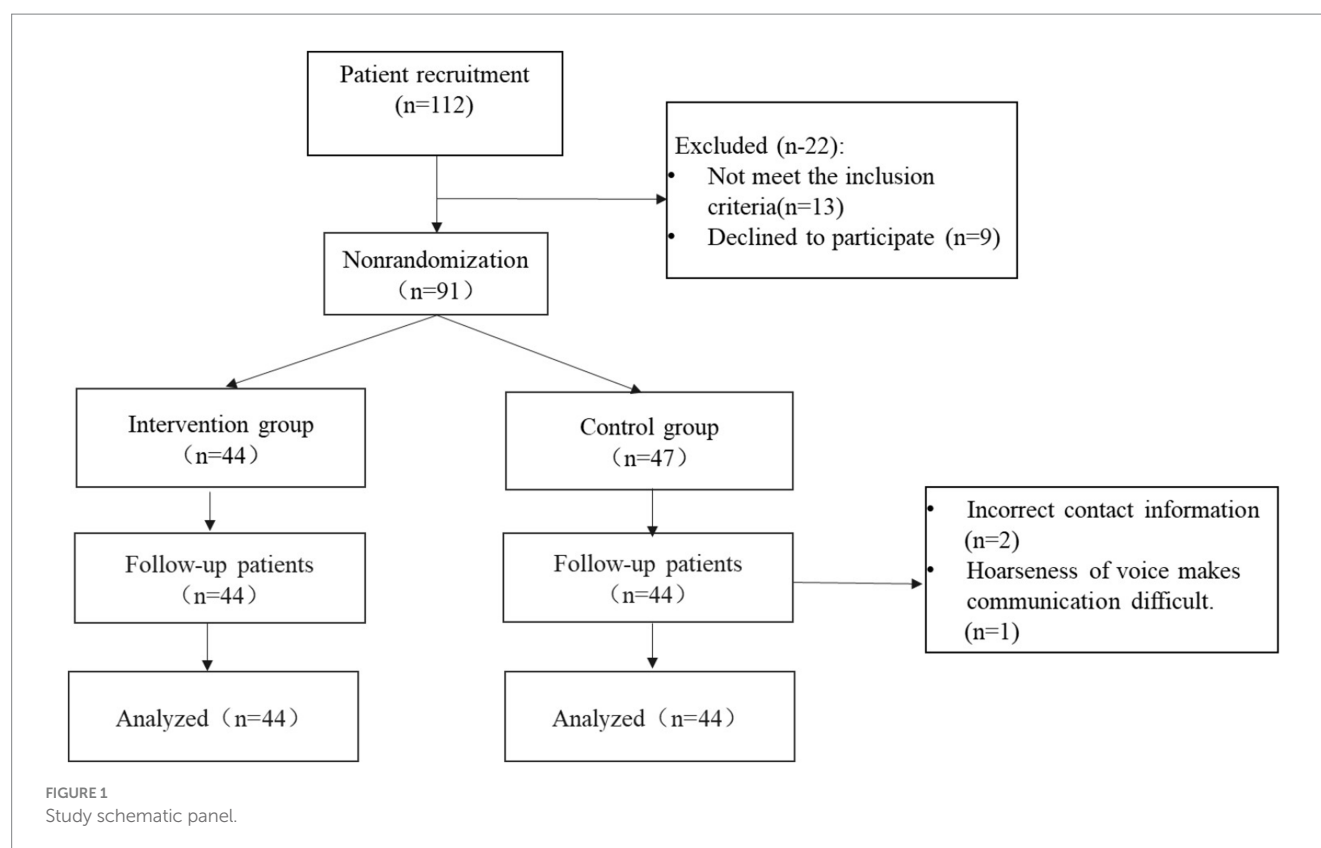 Patient recruitment
(n=112)
Excluded (n-22):
• Not meet the inclusion
criteria(n=13)
• Declined to participate (n=9)
Nonrandomization
（n=91）
Intervention group
（n=44）
Control group
（n=47）
Follow-up patients
（n=44）
Follow-up patients
（n=44）
• Incorrect contact information
(n=2)
• Hoarseness of voice makes
communication difficult.
(n=1)
Analyzed（n=44）
Analyzed（n=44）
FIGURE 1
Study schematic panel.